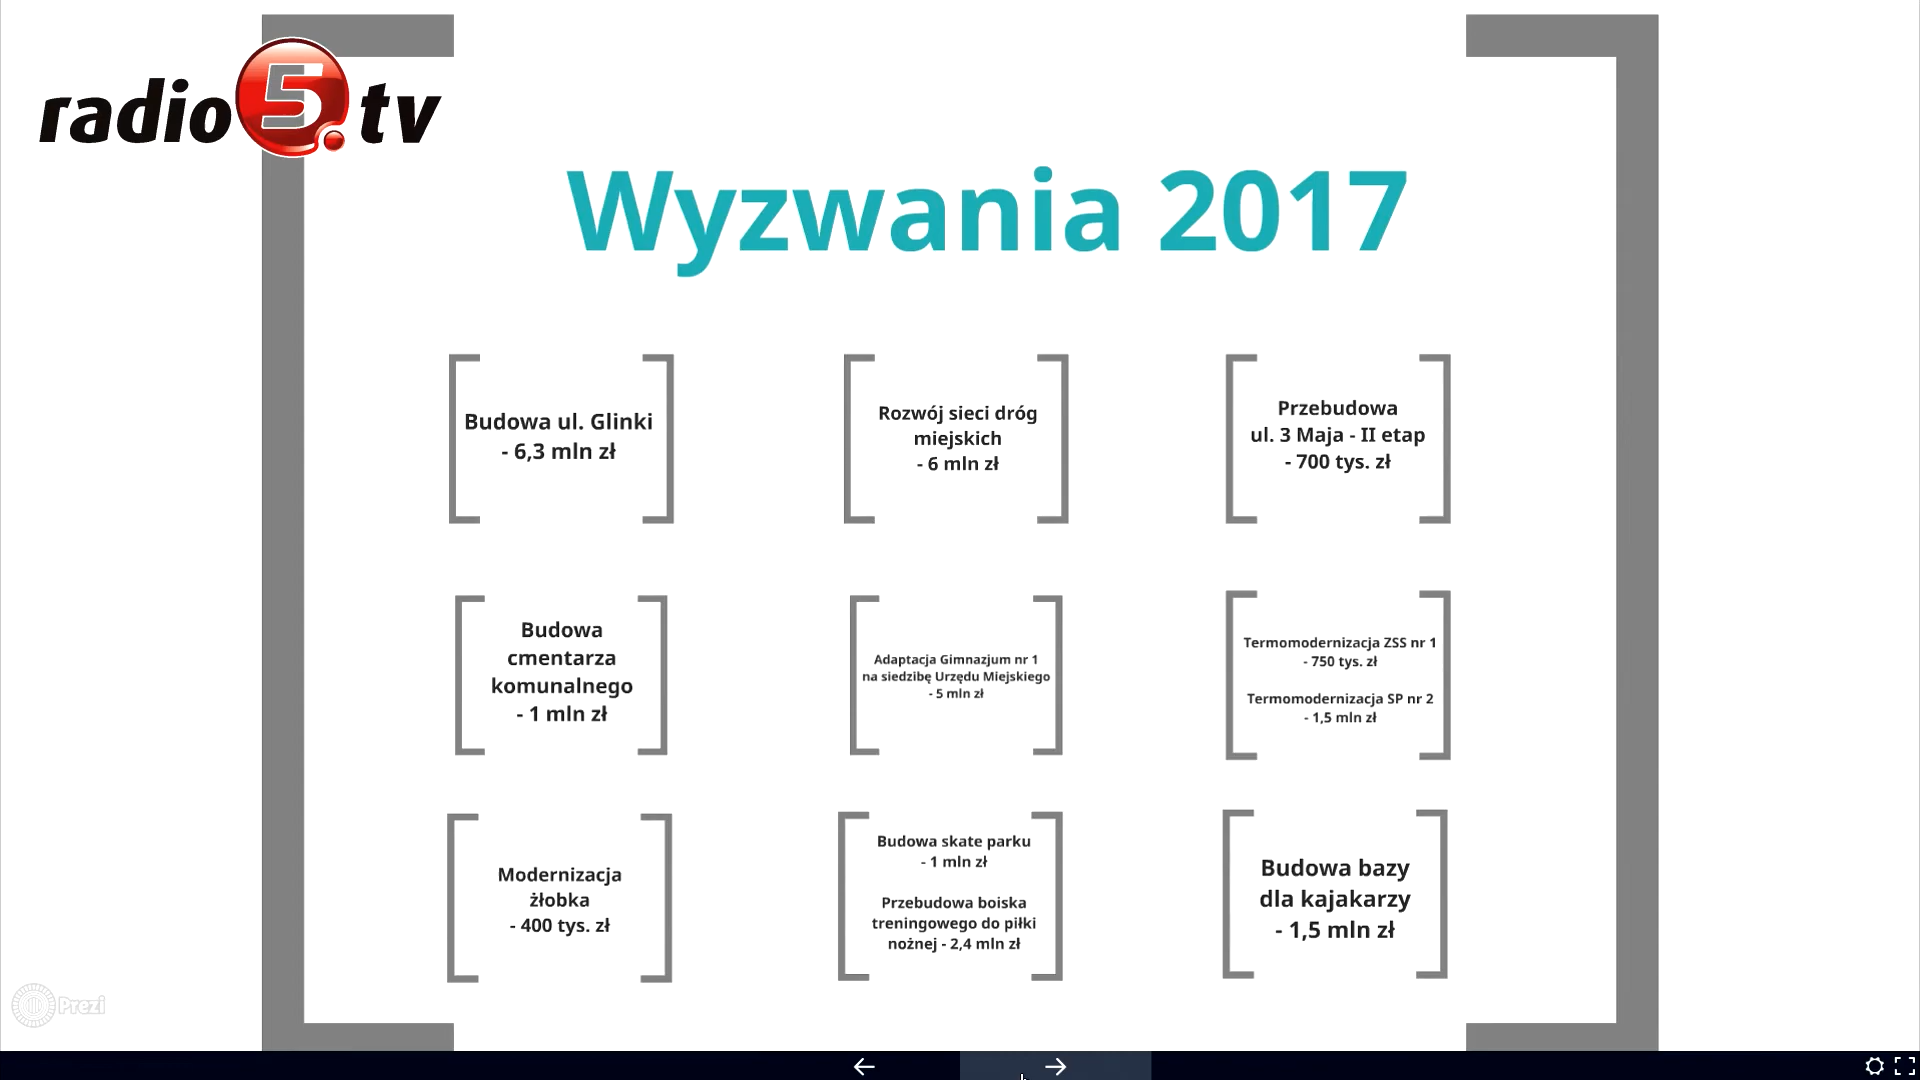 radio 5.tv
Wyzwania 2017
Budowa ul. Glinki
- 6,3 mln zł
Rozwój sieci dróg
miejskich
- 6 mln zł
Przebudowa
ul. 3 Maja - II etap
- 700 tys. zł
Budowa
cmentarza
komunalnego
- 1 mln zł
Adaptacja Gimnazjum nr 1
na siedzibę Urzędu Miejskiego
- 5 mln zł
Termomodernizacja ZSS nr 1
- 750 tys. zł
Termomodernizacja SP nr 2
- 1,5 mln zł
Modernizacja
żłobka
- 400 tys. zł
Budowa skate parku
- 1 mln zł
Przebudowa boiska
treningowego do piłki
nożnej - 2,4 mln zł
Budowa bazy
dla kajakarzy
- 1,5 mln zł
Prezi